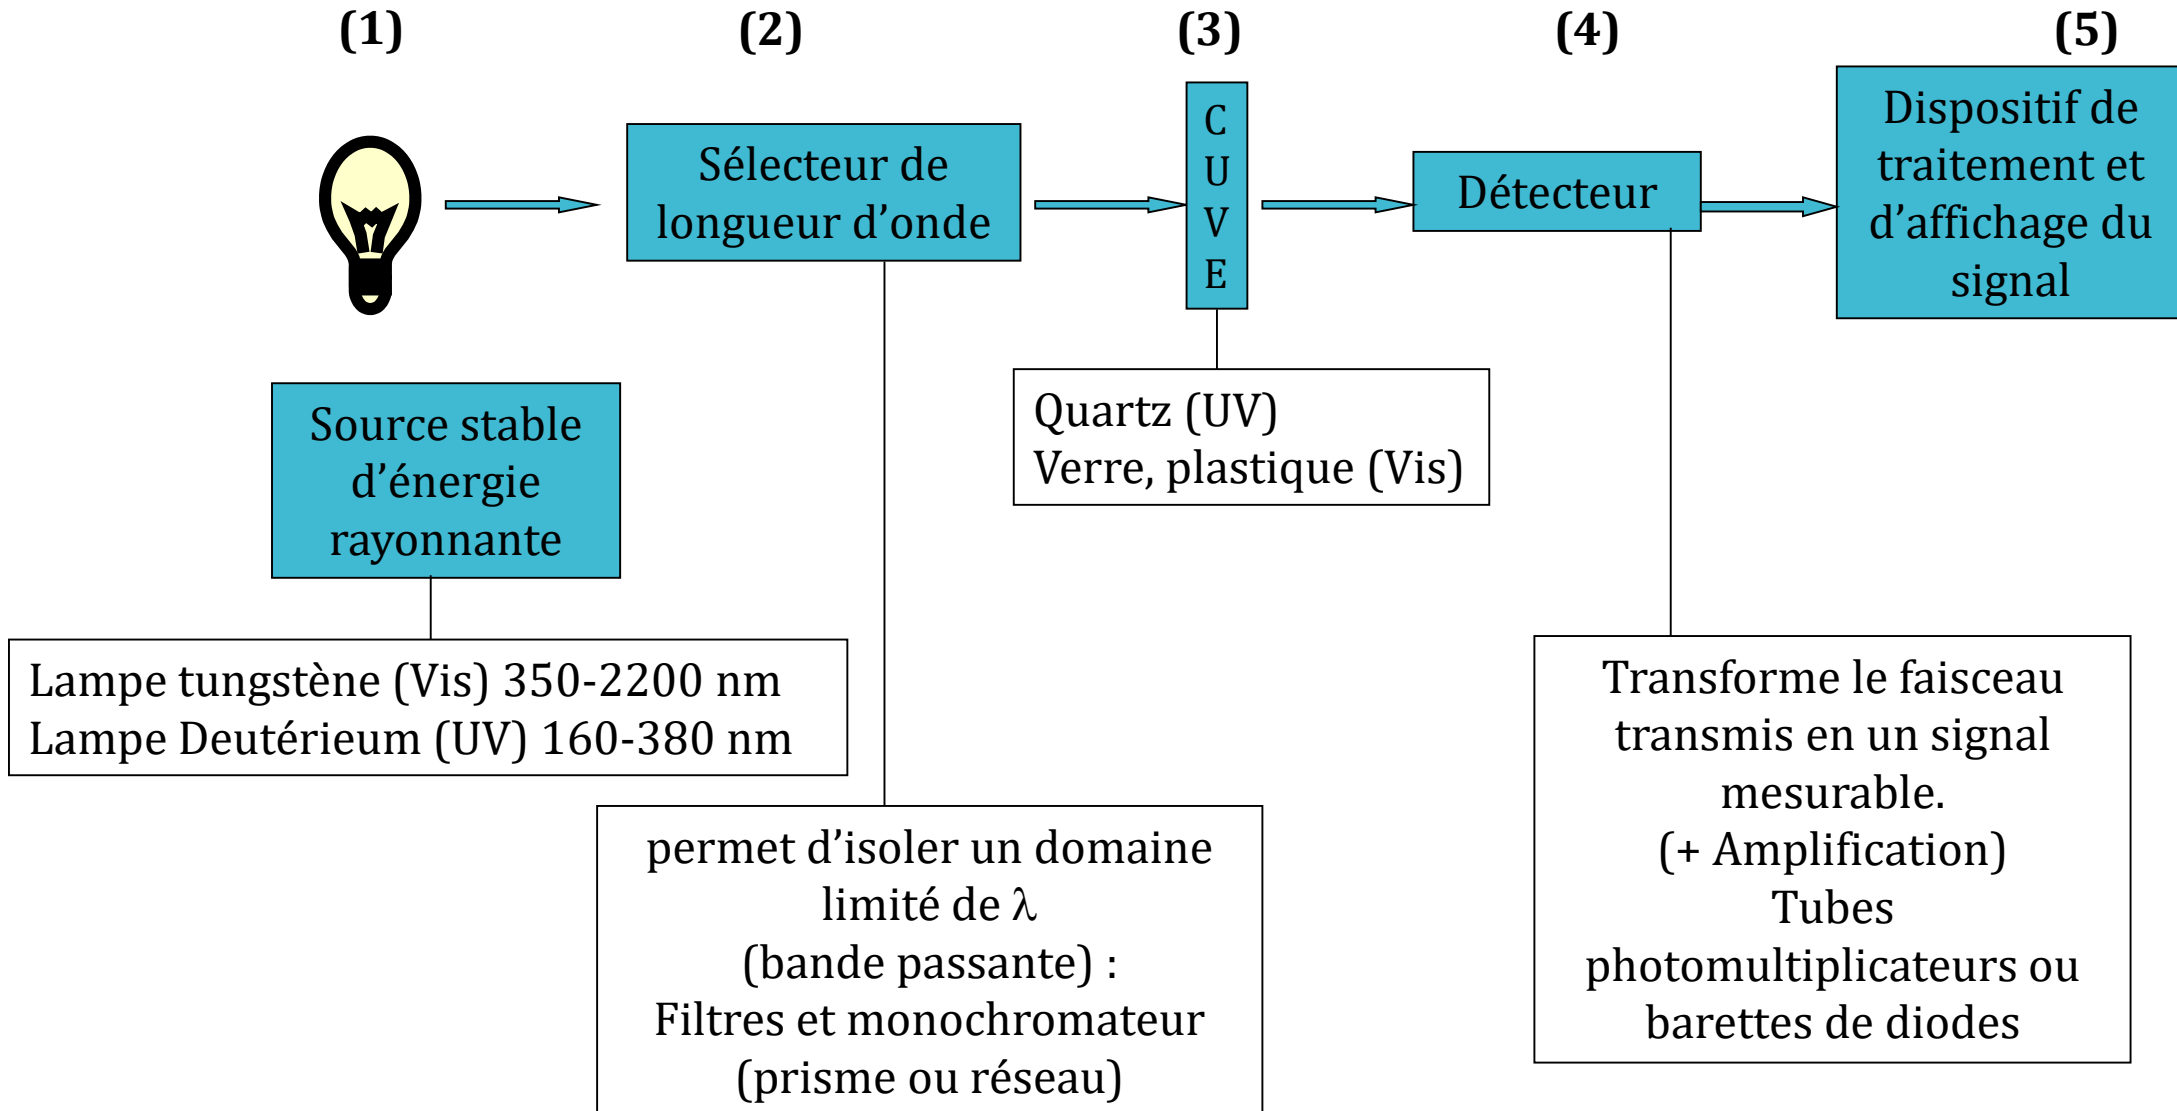 (1)
(2)
(3)
(4)
(5)
Sélecteur de
longueur d’onde
C
U
V
E
Détecteur
Dispositif de
traitement et
d’affichage du
signal
Source stable
d’énergie
rayonnante
Quartz (UV)
Verre, plastique (Vis)
Lampe tungstène (Vis) 350-2200 nm
Lampe Deutérieum (UV) 160-380 nm
permet d’isoler un domaine
limité de λ
(bande passante) :
Filtres et monochromateur
(prisme ou réseau)
Transforme le faisceau
transmis en un signal
mesurable.
(+ Amplification)
Tubes
photomultiplicateurs ou
barettes de diodes